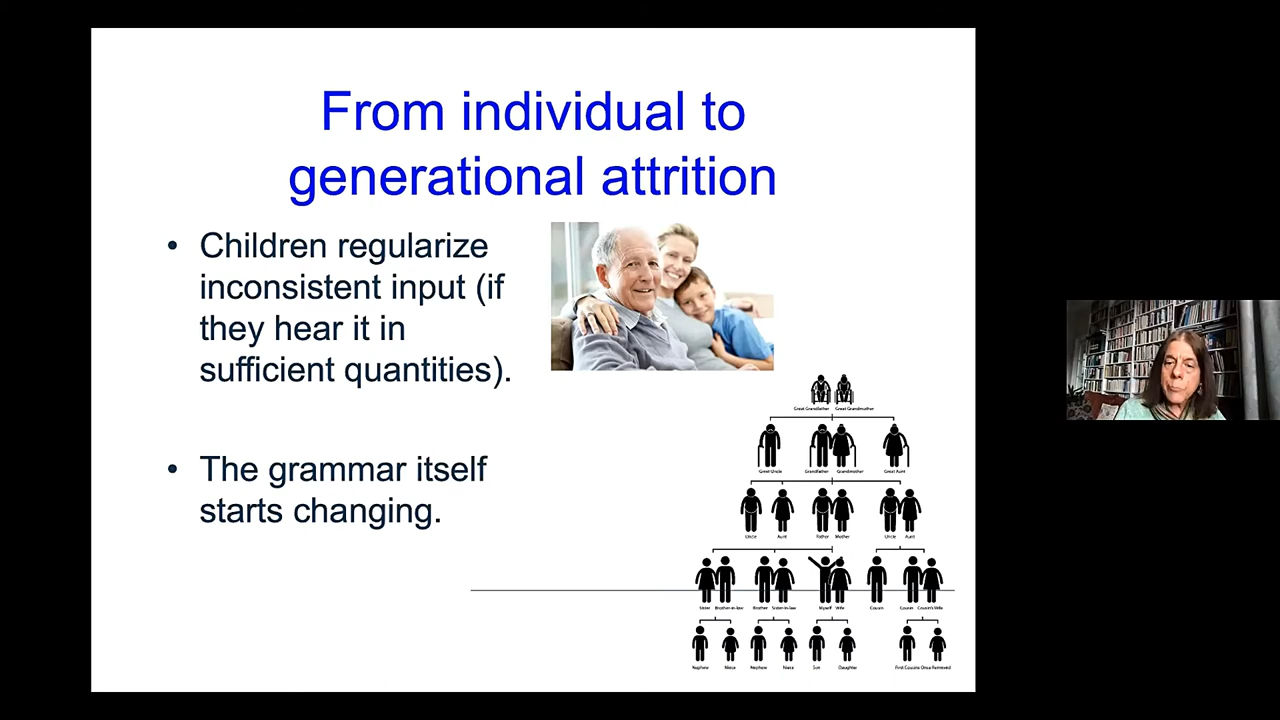 From individual to
generational attrition
• Children regularize
inconsistent input (if
they hear it in
sufficient quantities).
• The grammar itself
starts changing.
Great Grandfather Great Grandmother
Great Uncle Grandfather Grandmother Great Aunt
Uncle Aunt Father Mother Uncle Aunt
Sister Brother-in-law Brother Sister-in-law Myself Wife Cousin Cousin Cousin's Wife
Nephew Niece Nephew Niece Son Daughter First Cousins Once Removed